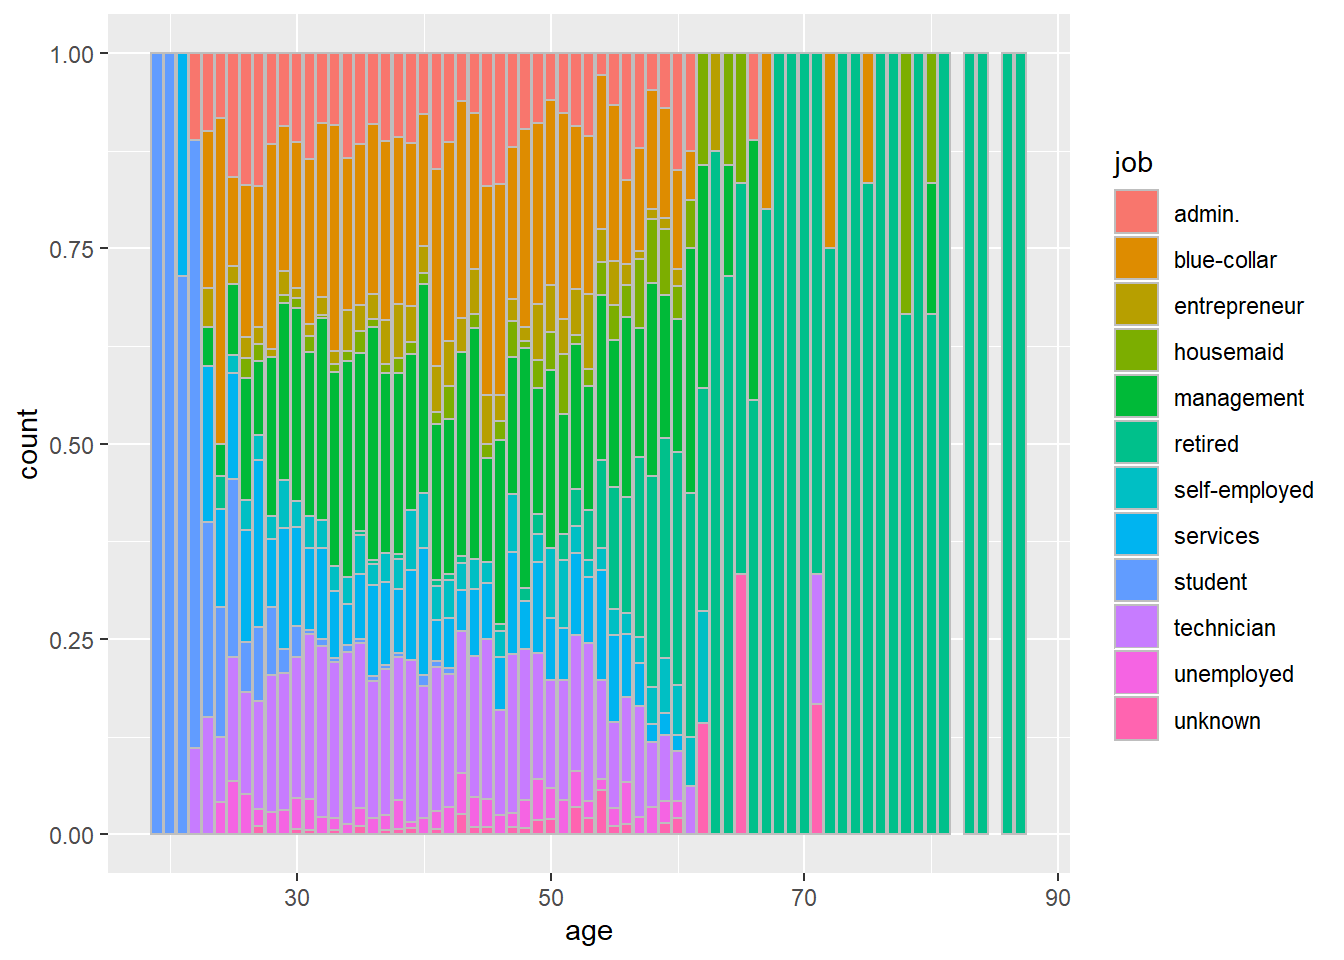 1.00
0.75
0.50
0.25
0.00
count
30
50
70
90
age
job
admin.
blue-collar
entrepreneur
housemaid
management
retired
self-employed
services
student
technician
unemployed
unknown